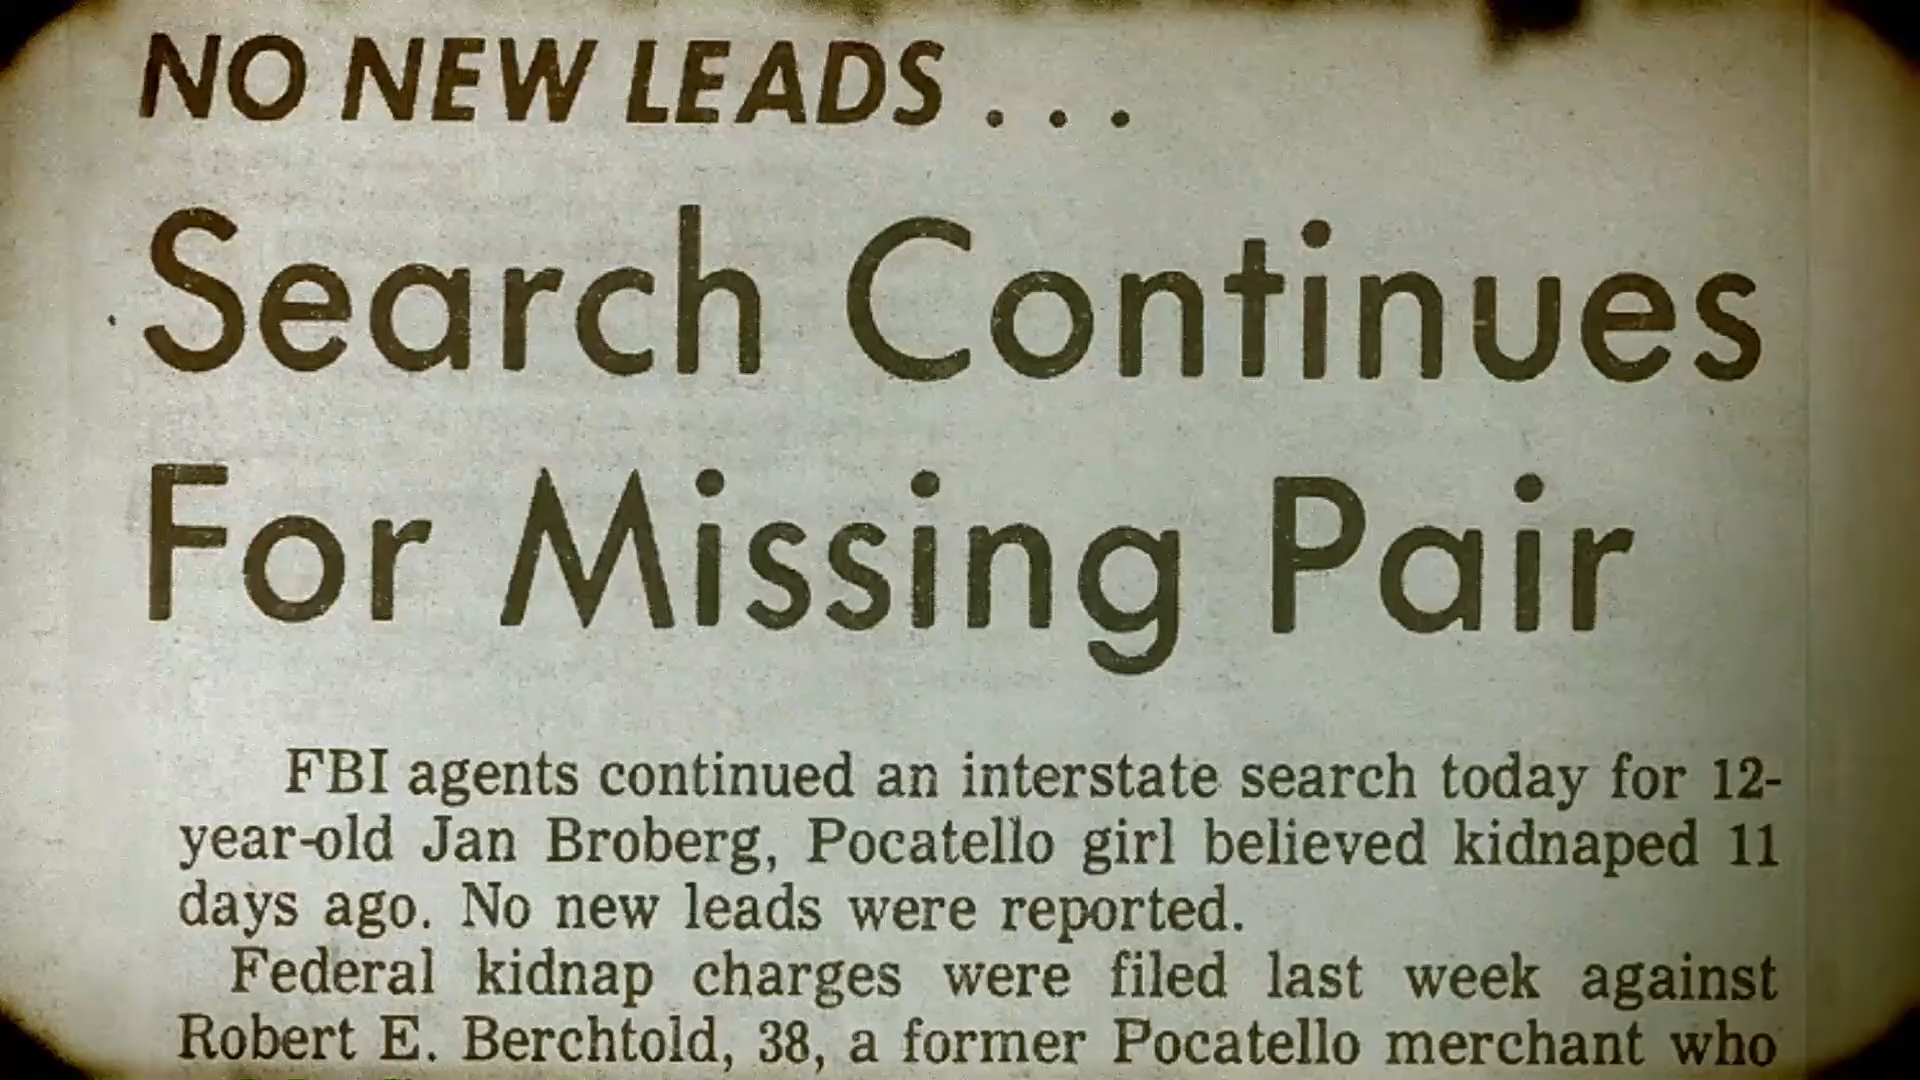 NO NEW LEADS . . .
Search Continues
For Missing Pair
FBI agents continued an interstate search today for 12-
year-old Jan Broberg, Pocatello girl believed kidnaped 11
days ago. No new leads were reported.
Federal kidnap charges were filed last week against
Robert E. Berchtold, 38, a former Pocatello merchant who